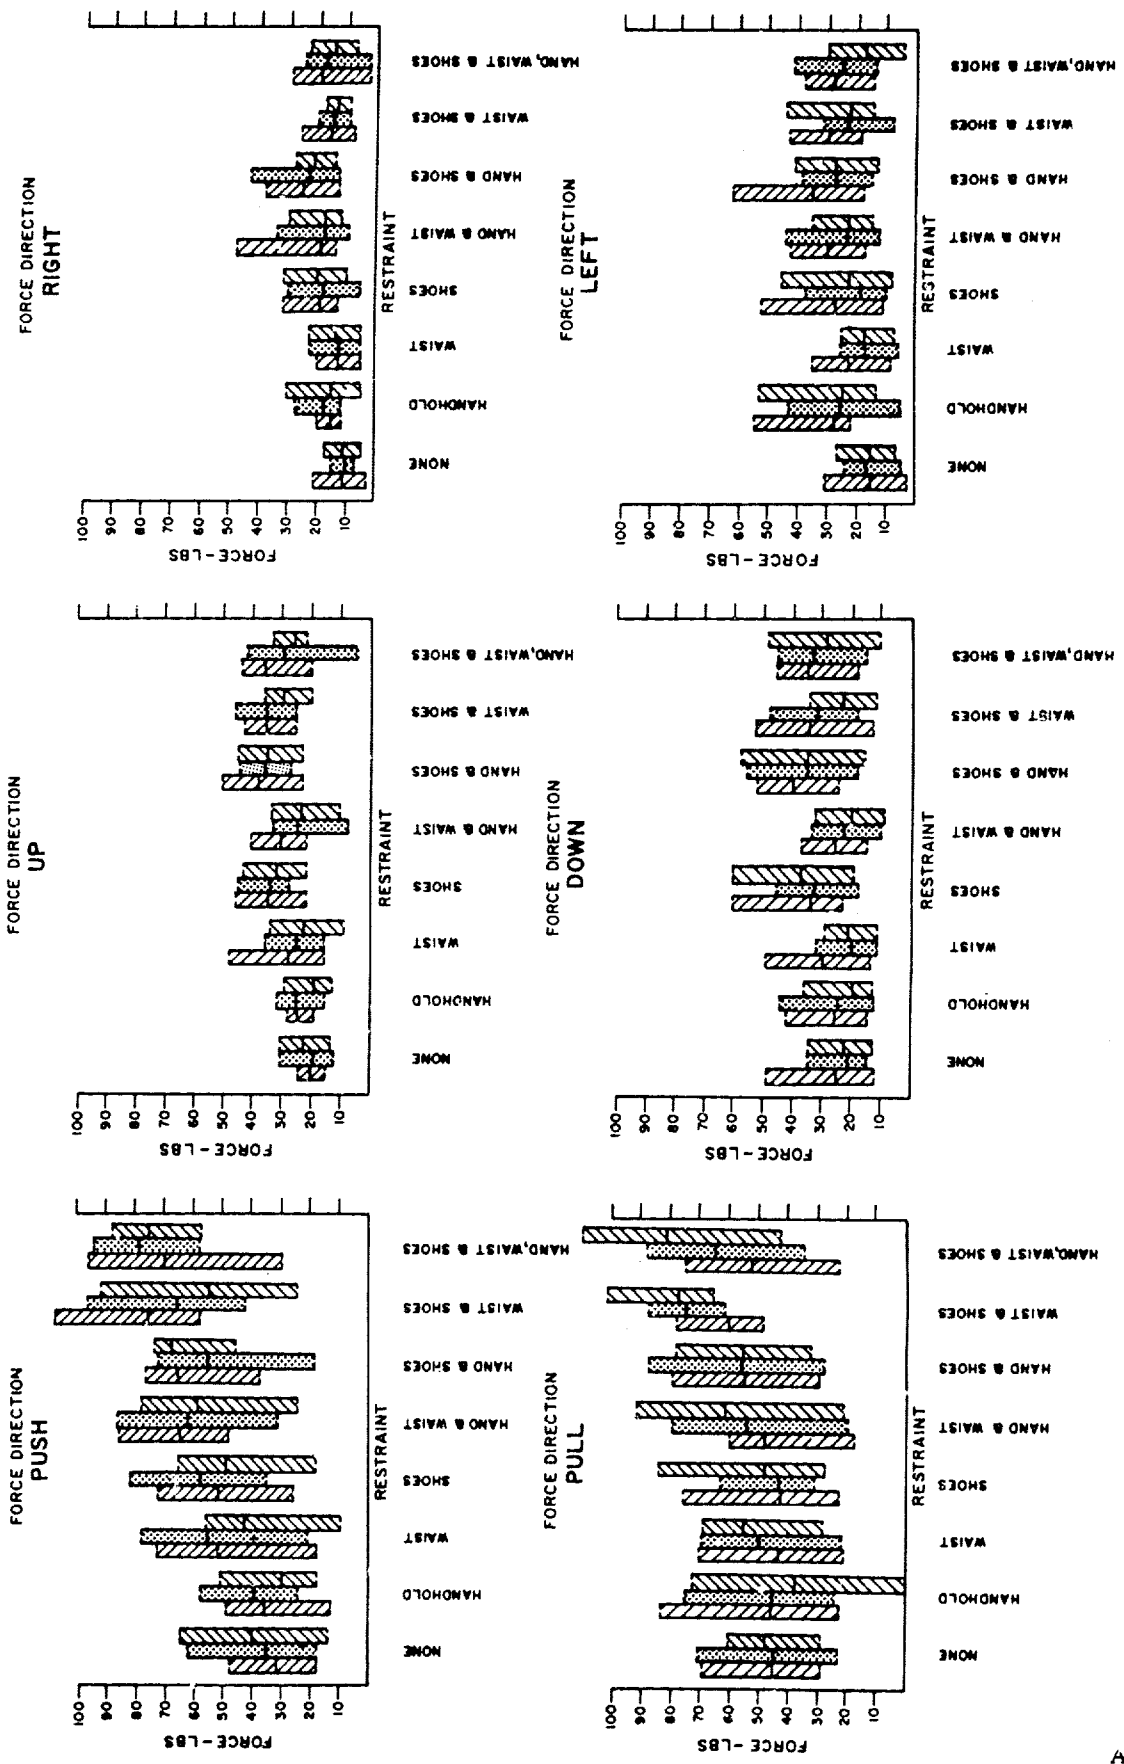 FORCE DIRECTION
PUSH
FORCE-LBS
100
90
80
70
60
50
40
30
20
10
NONE
HANDHOLD
WAIST
SHOES
HAND & WAIST
HAND & SHOES
WAIST & SHOES
HAND,WAIST & SHOES
RESTRAINT
FORCE DIRECTION
UP
FORCE-LBS
100
90
80
70
60
50
40
30
20
10
NONE
HANDHOLD
WAIST
SHOES
HAND & WAIST
HAND & SHOES
WAIST & SHOES
HAND,WAIST & SHOES
RESTRAINT
FORCE DIRECTION
RIGHT
FORCE-LBS
100
90
80
70
60
50
40
30
20
10
NONE
HANDHOLD
WAIST
SHOES
HAND & WAIST
HAND & SHOES
WAIST & SHOES
HAND,WAIST & SHOES
RESTRAINT
FORCE DIRECTION
PULL
FORCE-LBS
100
90
80
70
60
50
40
30
20
10
NONE
HANDHOLD
WAIST
SHOES
HAND & WAIST
HAND & SHOES
WAIST & SHOES
HAND,WAIST & SHOES
RESTRAINT
FORCE DIRECTION
DOWN
FORCE-LBS
100
90
80
70
60
50
40
30
20
10
NONE
HANDHOLD
WAIST
SHOES
HAND & WAIST
HAND & SHOES
WAIST & SHOES
HAND,WAIST & SHOES
RESTRAINT
FORCE DIRECTION
LEFT
FORCE-LBS
100
90
80
70
60
50
40
30
20
10
NONE
HANDHOLD
WAIST
SHOES
HAND & WAIST
HAND & SHOES
WAIST & SHOES
HAND,WAIST & SHOES
RESTRAINT
A